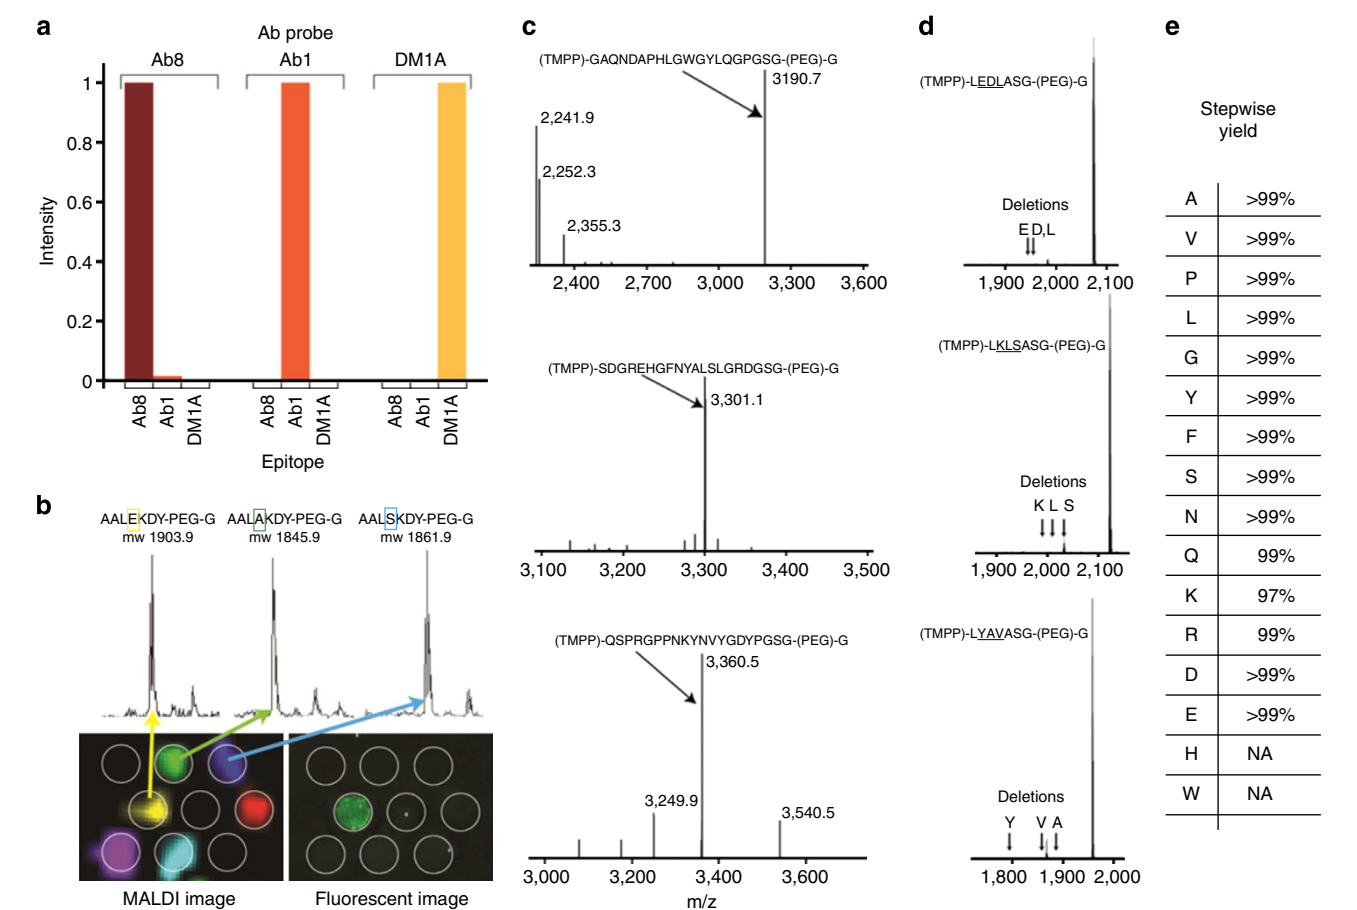 a
Ab probe
Ab8 Ab1 DM1A
Intensity
1
0.8
0.6
0.4
0.2
0
Ab8 Ab1 DM1A Ab8 Ab1 DM1A Ab8 Ab1 DM1A
Epitope
b
AALEKDY-PEG-G AALAKDY-PEG-G AALSKDY-PEG-G
mw 1903.9 mw 1845.9 mw 1861.9
MALDI image Fluorescent image
c
(TMPP)-GAQNDAPHLGWGYLQGPGSG-(PEG)-G
3190.7
2,241.9
2,252.3
2,355.3
2,400 2,700 3,000 3,300 3,600
(TMPP)-SDGREHGFNYALSLGRDGSG-(PEG)-G
3,301.1
3,100 3,200 3,300 3,400 3,500
(TMPP)-QSPRGPPNKYNVYGDYPGSG-(PEG)-G
3,360.5
3,249.9
3,540.5
3,000 3,200 3,400 3,600
m/z
d
(TMPP)-LEDLASG-(PEG)-G
Deletions
E D,L
1,900 2,000 2,100
(TMPP)-LKLSASG-(PEG)-G
Deletions
K L S
1,900 2,000 2,100
(TMPP)-LYAVASG-(PEG)-G
Deletions
Y V A
1,800 1,900 2,000
e
Stepwise
yield
A >99%
V >99%
P >99%
L >99%
G >99%
Y >99%
F >99%
S >99%
N >99%
Q 99%
K 97%
R 99%
D >99%
E >99%
H NA
W NA